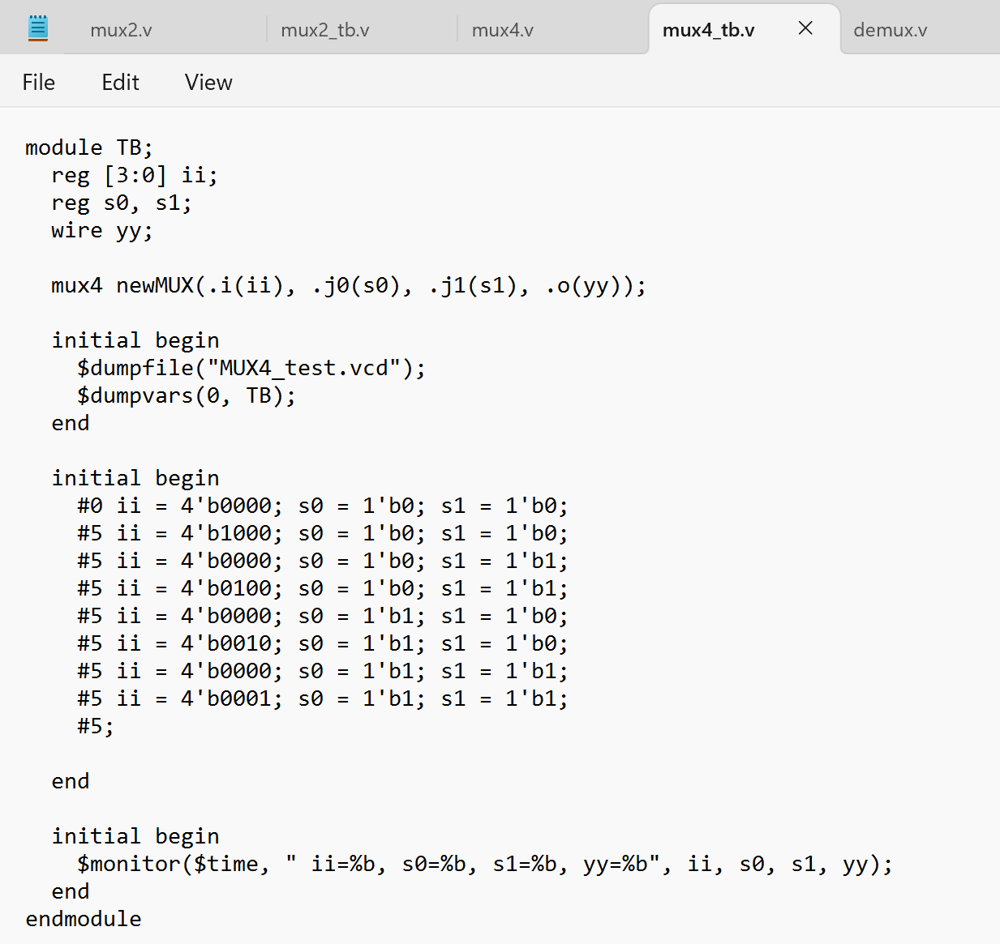 mux2.v mux2_tb.v mux4.v mux4_tb.v demux.v
File Edit View
module TB;
  reg [3:0] ii;
  reg s0, s1;
  wire yy;

  mux4 newMUX(.i(ii), .j0(s0), .j1(s1), .o(yy));

  initial begin
    $dumpfile("MUX4_test.vcd");
    $dumpvars(0, TB);
  end

  initial begin
    #0 ii = 4'b0000; s0 = 1'b0; s1 = 1'b0;
    #5 ii = 4'b1000; s0 = 1'b0; s1 = 1'b0;
    #5 ii = 4'b0000; s0 = 1'b0; s1 = 1'b1;
    #5 ii = 4'b0100; s0 = 1'b0; s1 = 1'b1;
    #5 ii = 4'b0000; s0 = 1'b1; s1 = 1'b0;
    #5 ii = 4'b0010; s0 = 1'b1; s1 = 1'b0;
    #5 ii = 4'b0000; s0 = 1'b1; s1 = 1'b1;
    #5 ii = 4'b0001; s0 = 1'b1; s1 = 1'b1;
    #5;

  end

  initial begin
    $monitor($time, " ii=%b, s0=%b, s1=%b, yy=%b", ii, s0, s1, yy);
  end
endmodule